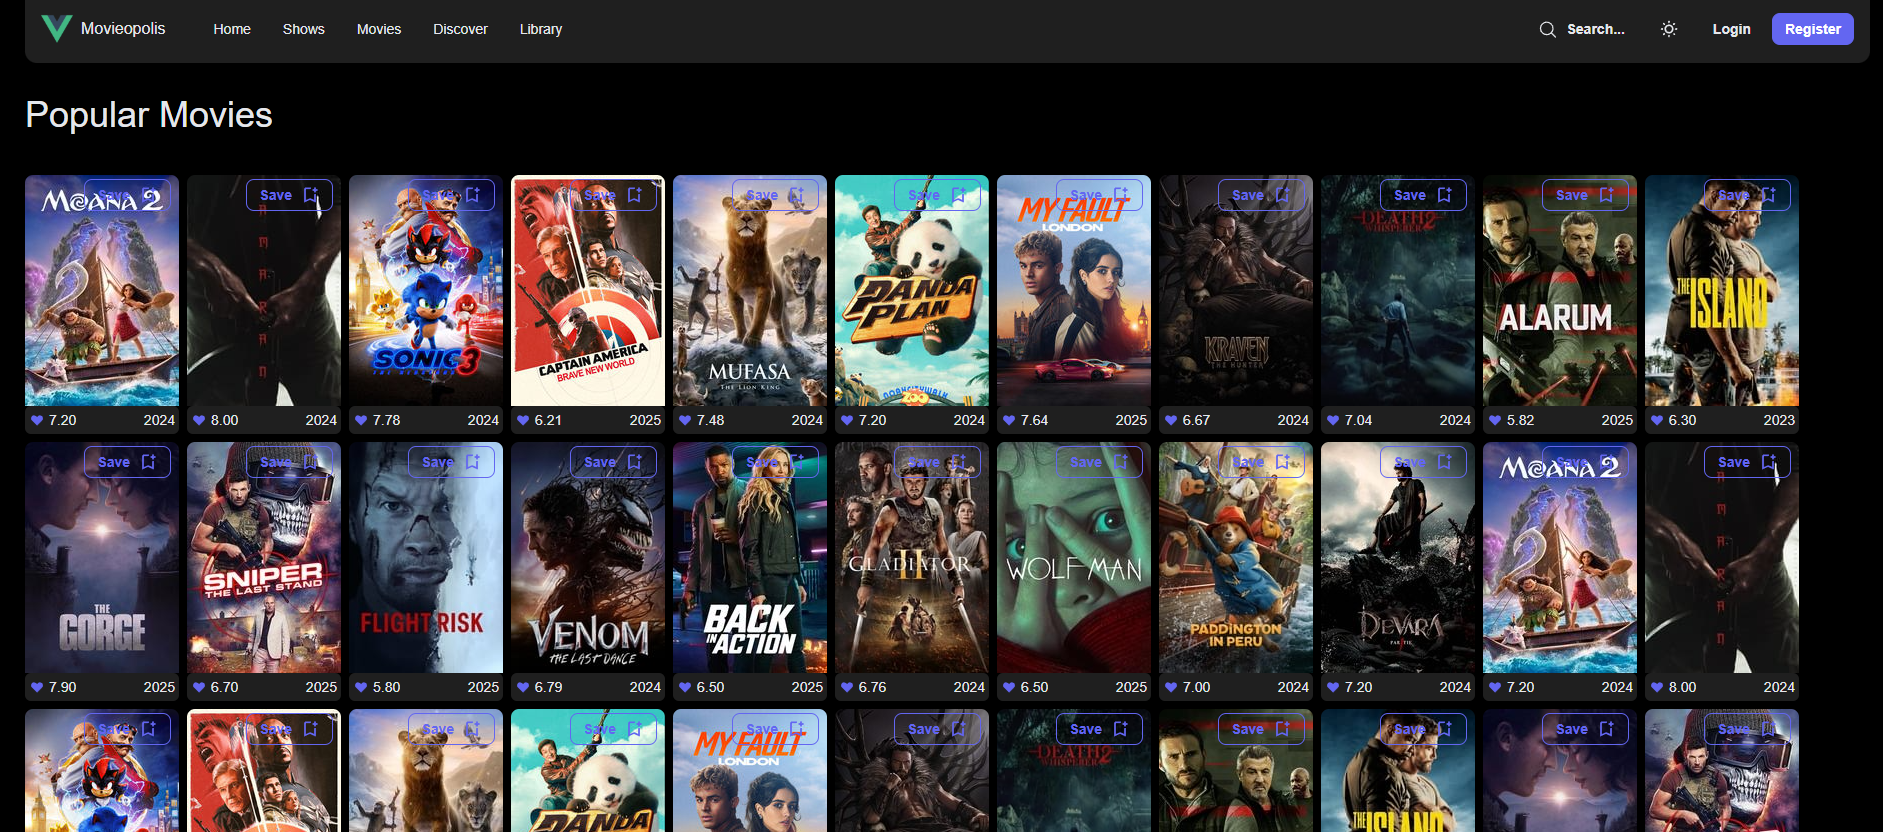 Movieopolis Home Shows Movies Discover Library Search... Login Register
Popular Movies
Save Save Save Save Save Save Save Save Save Save Save
MOANA 2
MARAN
SONIC 3
CAPTAIN AMERICA
BRAVE NEW WORLD
MUFASA
THE LION KING
PANDA
PLAN
ZOO
MY FAULT
LONDON
KRAVEN
THE HUNTER
DEATH
WHISPERER 2
ALARUM
THE ISLAND
7.20 2024 8.00 2024 7.78 2024 6.21 2025 7.48 2024 7.20 2024 7.64 2025 6.67 2024 7.04 2024 5.82 2025 6.30 2023
Save Save Save Save Save Save Save Save Save Save Save
THE
GORGE
SNIPER
THE LAST STAND
FLIGHT RISK
VENOM
THE LAST DANCE
BACK
IN ACTION
GLADIATOR
II
WOLF MAN
PADDINGTON
IN PERU
DEVARA
MOANA 2
MARAN
7.90 2025 6.70 2025 5.80 2025 6.79 2024 6.50 2025 6.76 2024 6.50 2025 7.00 2024 7.20 2024 7.20 2024 8.00 2024
Save Save Save Save Save Save Save Save Save Save Save
PANDA
MY FAULT
LONDON
DEATH
WHISPERER 2
THE ISLAND